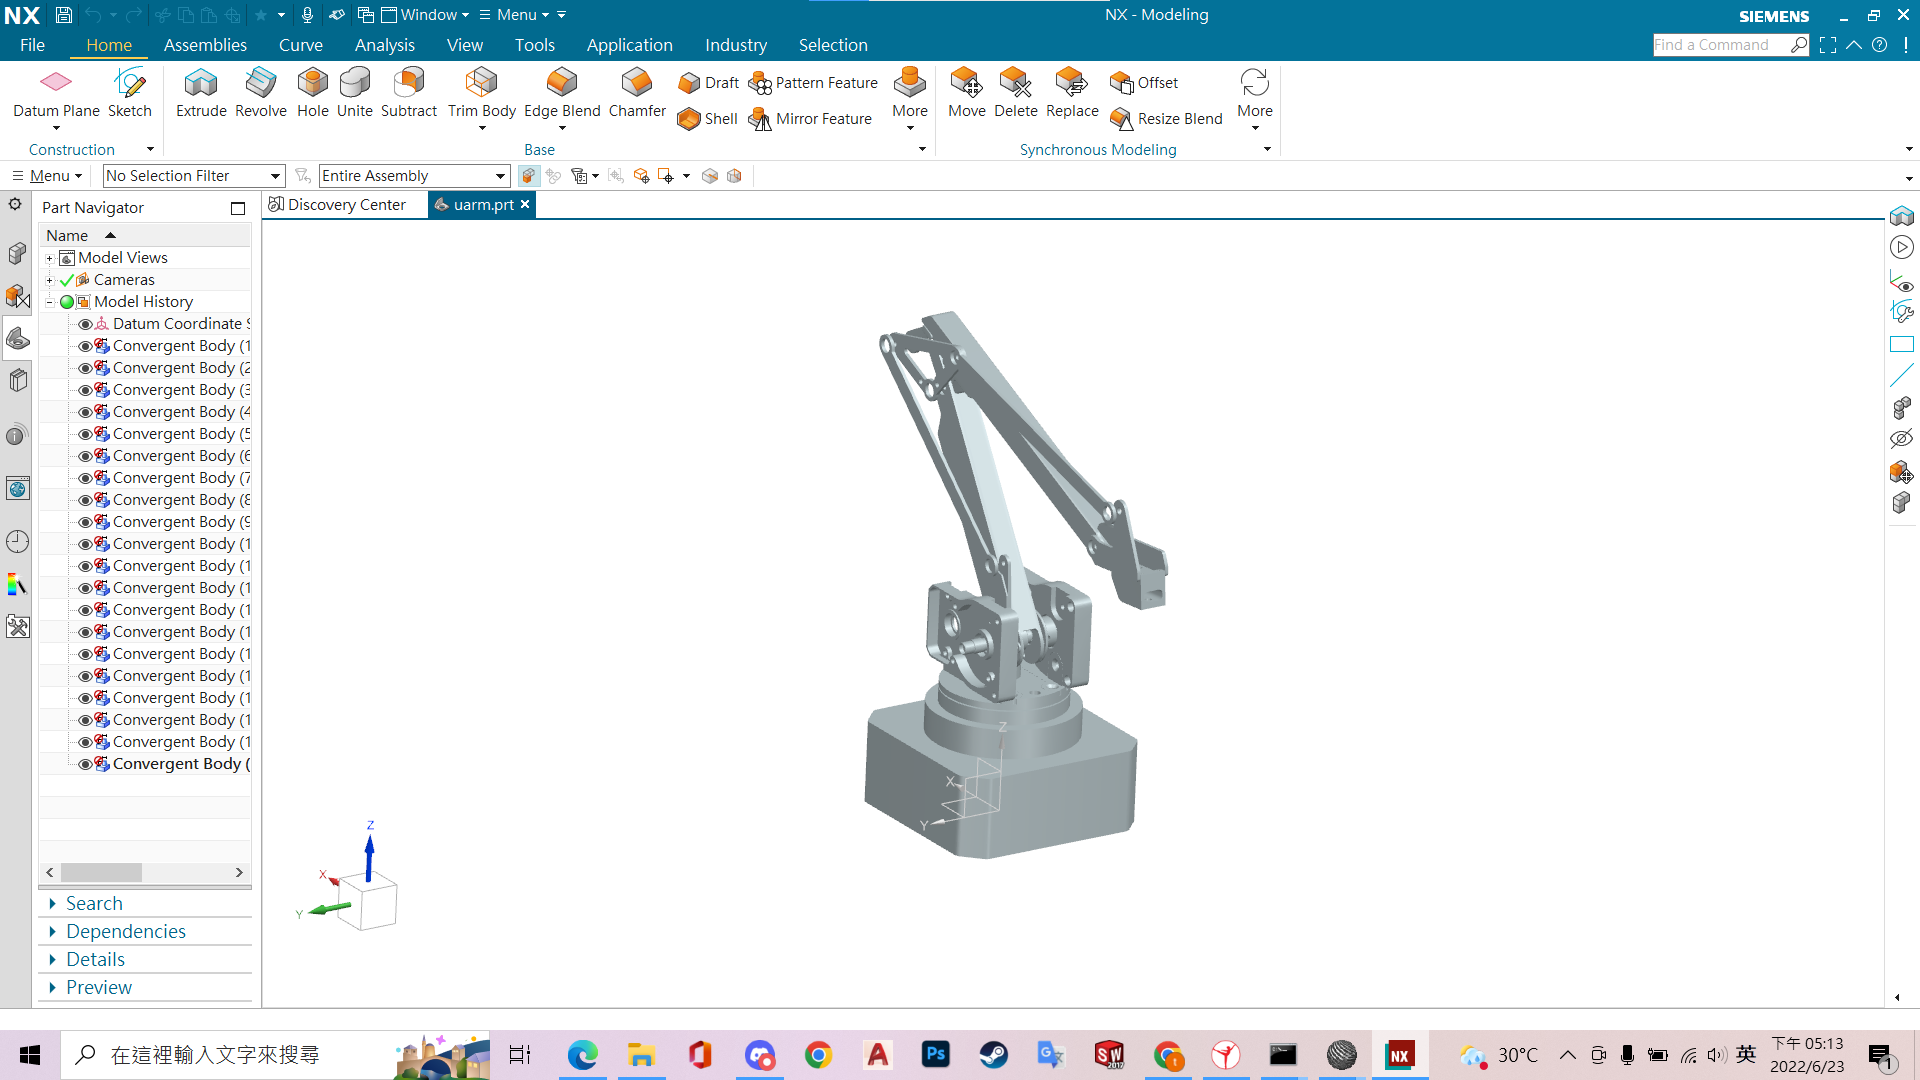 NX
Window
Menu
NX - Modeling
SIEMENS
File
Home
Assemblies
Curve
Analysis
View
Tools
Application
Industry
Selection
Find a Command
Datum Plane
Sketch
Extrude
Revolve
Hole
Unite
Subtract
Trim Body
Edge Blend
Chamfer
Draft
Pattern Feature
Shell
Mirror Feature
More
Move
Delete
Replace
Offset
Resize Blend
More
Construction
Base
Synchronous Modeling
Menu
No Selection Filter
Entire Assembly
Part Navigator
Discovery Center
uarm.prt
Name
Model Views
Cameras
Model History
Datum Coordinate S
Convergent Body (1
Convergent Body (2
Convergent Body (3
Convergent Body (4
Convergent Body (5
Convergent Body (6
Convergent Body (7
Convergent Body (8
Convergent Body (9
Convergent Body (1
Convergent Body (1
Convergent Body (1
Convergent Body (1
Convergent Body (1
Convergent Body (1
Convergent Body (1
Convergent Body (1
Convergent Body (1
Convergent Body (1
Convergent Body (
Search
Dependencies
Details
Preview
Z
X
Y
Z
X
Y
在這裡輸入文字來搜尋
A
Ps
SW
2017
1
NX
30°C
英
下午 05:13
2022/6/23
1